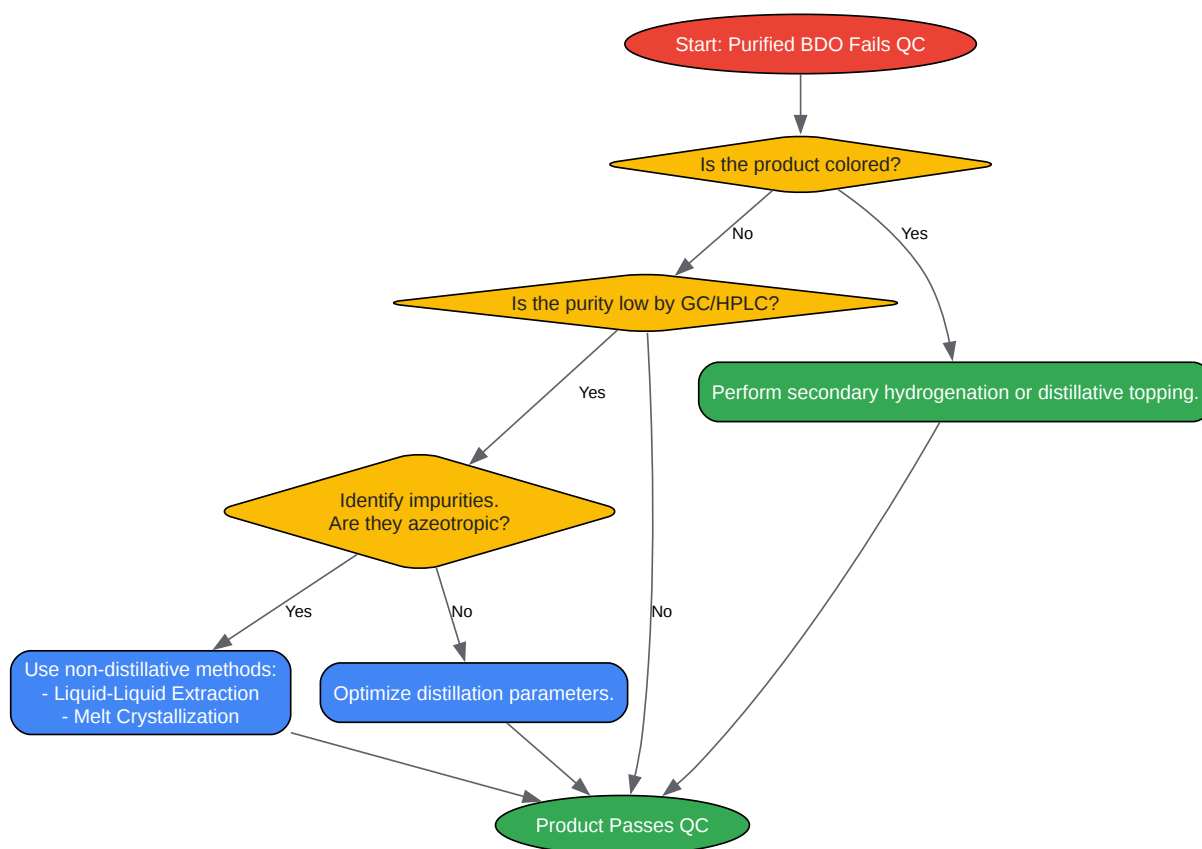 Start: Purified BDO Fails QC
Is the product colored?
No
Yes
Is the purity low by GC/HPLC?
Perform secondary hydrogenation or distillative topping.
Yes
Identify impurities.
Are they azeotropic?
Yes
No
No
Use non-distillative methods:
- Liquid-Liquid Extraction
- Melt Crystallization
Optimize distillation parameters.
Product Passes QC